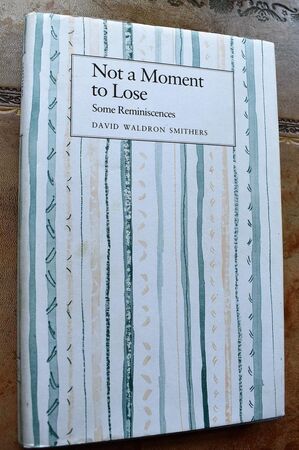 Not a Moment
to Lose
Some Reminiscences
DAVID WALDRON SMITHERS